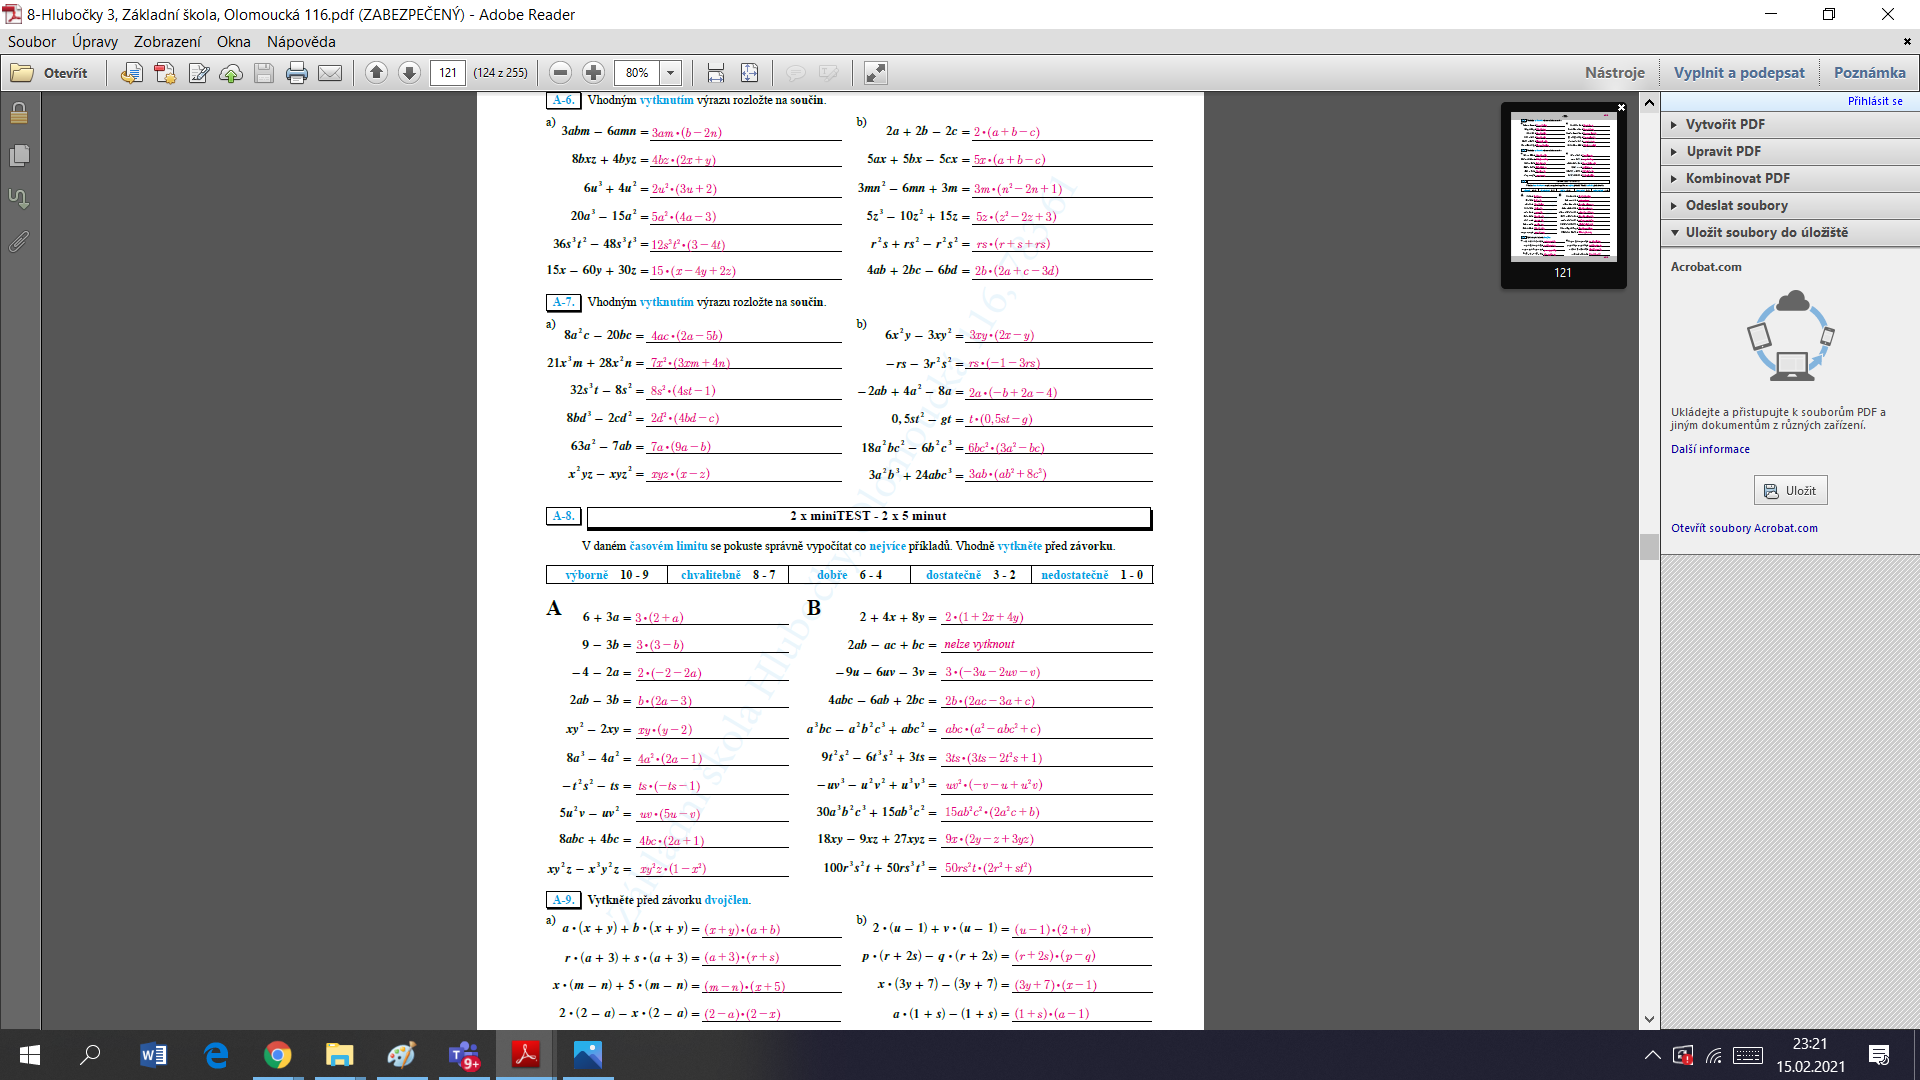 8-Hlubočky 3, Základní škola, Olomoucká 116.pdf (ZABEZPEČENÝ) - Adobe Reader
Soubor Úpravy Zobrazení Okna Nápověda
Otevřít 121 (124 z 255) 80% Nástroje Vyplnit a podepsat Poznámka
A-6. Vhodným vytknutím výrazu rozložte na součin.
a)
3abm − 6amn = 3am•(b−2n)
8bxz + 4byz = 4bz•(2x+y)
6u³ + 4u² = 2u²•(3u+2)
20a³ − 15a² = 5a²•(4a−3)
36s³t² − 48s³t³ = 12s³t²•(3−4t)
15x − 60y + 30z = 15•(x−4y+2z)
b)
2a + 2b − 2c = 2•(a+b−c)
5ax + 5bx − 5cx = 5x•(a+b−c)
3mn² − 6mn + 3m = 3m•(n²−2n+1)
5z³ − 10z² + 15z = 5z•(z²−2z+3)
r²s + rs² − r²s² = rs•(r+s+rs)
4ab + 2bc − 6bd = 2b•(2a+c−3d)
A-7. Vhodným vytknutím výrazu rozložte na součin.
a)
8a²c − 20bc = 4ac•(2a−5b)
21x³m + 28x²n = 7x²•(3xm+4n)
32s³t − 8s² = 8s²•(4st−1)
8bd³ − 2cd² = 2d²•(4bd−c)
63a² − 7ab = 7a•(9a−b)
x²yz − xyz² = xyz•(x−z)
b)
6x²y − 3xy² = 3xy•(2x−y)
−rs − 3r²s² = rs•(−1−3rs)
−2ab + 4a² − 8a = 2a•(−b+2a−4)
0,5st² − gt = t•(0,5st−g)
18a²bc² − 6b²c³ = 6bc²•(3a²−bc)
3a²b³ + 24abc³ = 3ab•(ab²+8c³)
A-8. 2 x miniTEST - 2 x 5 minut
V daném časovém limitu se pokuste správně vypočítat co nejvíce příkladů. Vhodně vytkněte před závorku.
výborně 10 - 9 chvalitebně 8 - 7 dobře 6 - 4 dostatečně 3 - 2 nedostatečně 1 - 0
A
6 + 3a = 3•(2+a)
9 − 3b = 3•(3−b)
−4 − 2a = 2•(−2−2a)
2ab − 3b = b•(2a−3)
xy² − 2xy = xy•(y−2)
8a³ − 4a² = 4a²•(2a−1)
−t²s² − ts = ts•(−ts−1)
5u²v − uv² = uv•(5u−v)
8abc + 4bc = 4bc•(2a+1)
xy²z − x³y²z = xy²z•(1−x²)
B
2 + 4x + 8y = 2•(1+2x+4y)
2ab − ac + bc = nelze vytknout
−9u − 6uv − 3v = 3•(−3u−2uv−v)
4abc − 6ab + 2bc = 2b•(2ac−3a+c)
a³bc − a²b²c³ + abc² = abc•(a²−abc²+c)
9t²s² − 6t³s² + 3ts = 3ts•(3ts−2t²s+1)
−uv³ − u²v² + u³v³ = uv²•(−v−u+u²v)
30a³b²c³ + 15ab³c² = 15ab²c²•(2a²c+b)
18xy − 9xz + 27xyz = 9x•(2y−z+3yz)
100r³s²t + 50rs³t³ = 50rs²t•(2r²+st²)
A-9. Vytkněte před závorku dvojčlen.
a)
a•(x + y) + b•(x + y) = (x+y)•(a+b)
r•(a + 3) + s•(a + 3) = (a+3)•(r+s)
x•(m − n) + 5•(m − n) = (m−n)•(x+5)
2•(2 − a) − x•(2 − a) = (2−a)•(2−x)
b)
2•(u − 1) + v•(u − 1) = (u−1)•(2+v)
p•(r + 2s) − q•(r + 2s) = (r+2s)•(p−q)
x•(3y + 7) − (3y + 7) = (3y+7)•(x−1)
a•(1 + s) − (1 + s) = (1+s)•(a−1)
121
Přihlásit se
Vytvořit PDF
Upravit PDF
Kombinovat PDF
Odeslat soubory
Uložit soubory do úložiště
Acrobat.com
Ukládejte a přistupujte k souborům PDF a
jiným dokumentům z různých zařízení.
Další informace
Uložit
Otevřít soubory Acrobat.com
9+
23:21
15.02.2021